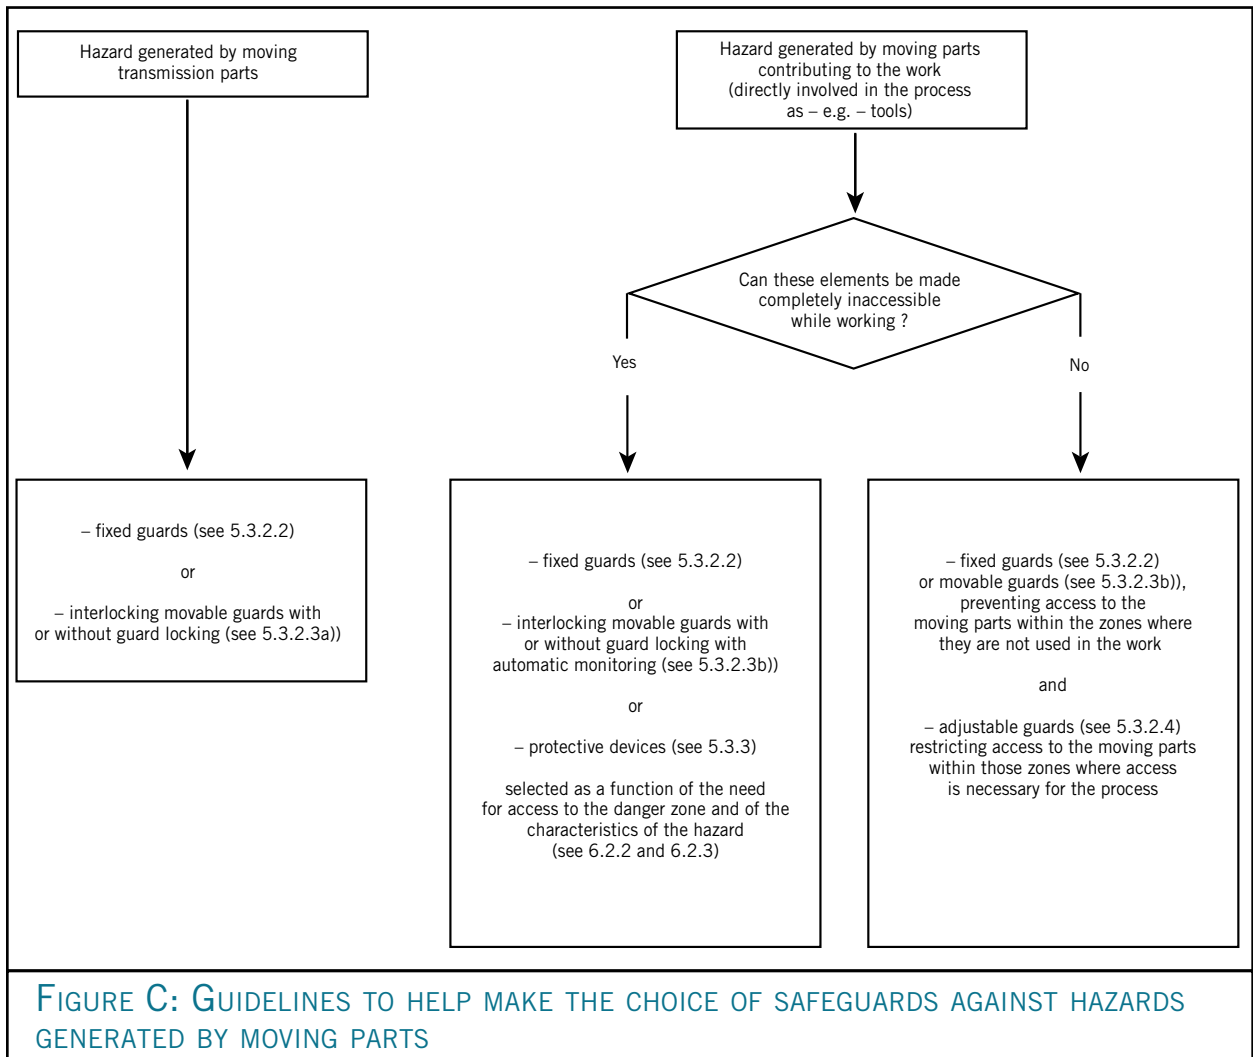 Hazard generated by moving
transmission parts
Hazard generated by moving parts
contributing to the work
(directly involved in the process
as – e.g. – tools)
Can these elements be made
completely inaccessible
while working ?
Yes
No
– fixed guards (see 5.3.2.2)
or
– interlocking movable guards with
or without guard locking (see 5.3.2.3a))
– fixed guards (see 5.3.2.2)
or
– interlocking movable guards with
or without guard locking with
automatic monitoring (see 5.3.2.3b))
or
– protective devices (see 5.3.3)
selected as a function of the need
for access to the danger zone and of the
characteristics of the hazard
(see 6.2.2 and 6.2.3)
– fixed guards (see 5.3.2.2)
or movable guards (see 5.3.2.3b)),
preventing access to the
moving parts within the zones where
they are not used in the work
and
– adjustable guards (see 5.3.2.4)
restricting access to the moving parts
within those zones where access
is necessary for the process
FIGURE C: GUIDELINES TO HELP MAKE THE CHOICE OF SAFEGUARDS AGAINST HAZARDS
GENERATED BY MOVING PARTS